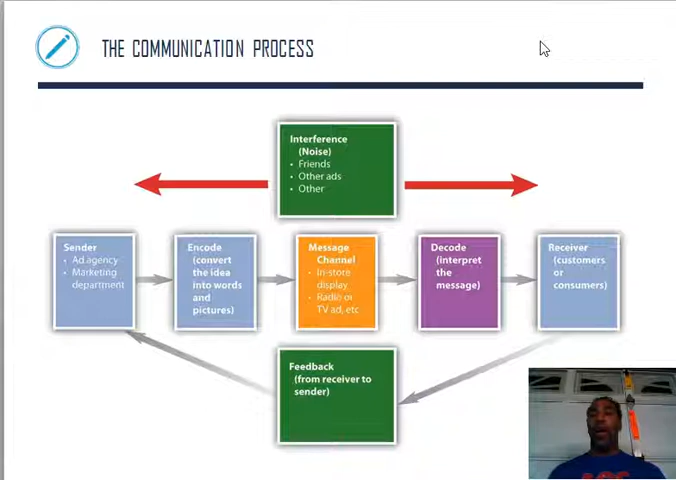 THE COMMUNICATION PROCESS
Interference
(Noise)
• Friends
• Other ads
• Other
Sender
• Ad agency
• Marketing
department
Encode
(convert
the idea
into words
and
pictures)
Message
Channel
• In-store
display
• Radio or
TV ad, etc
Decode
(interpret
the
message)
Receiver
(customers
or
consumers)
Feedback
(from receiver to
sender)